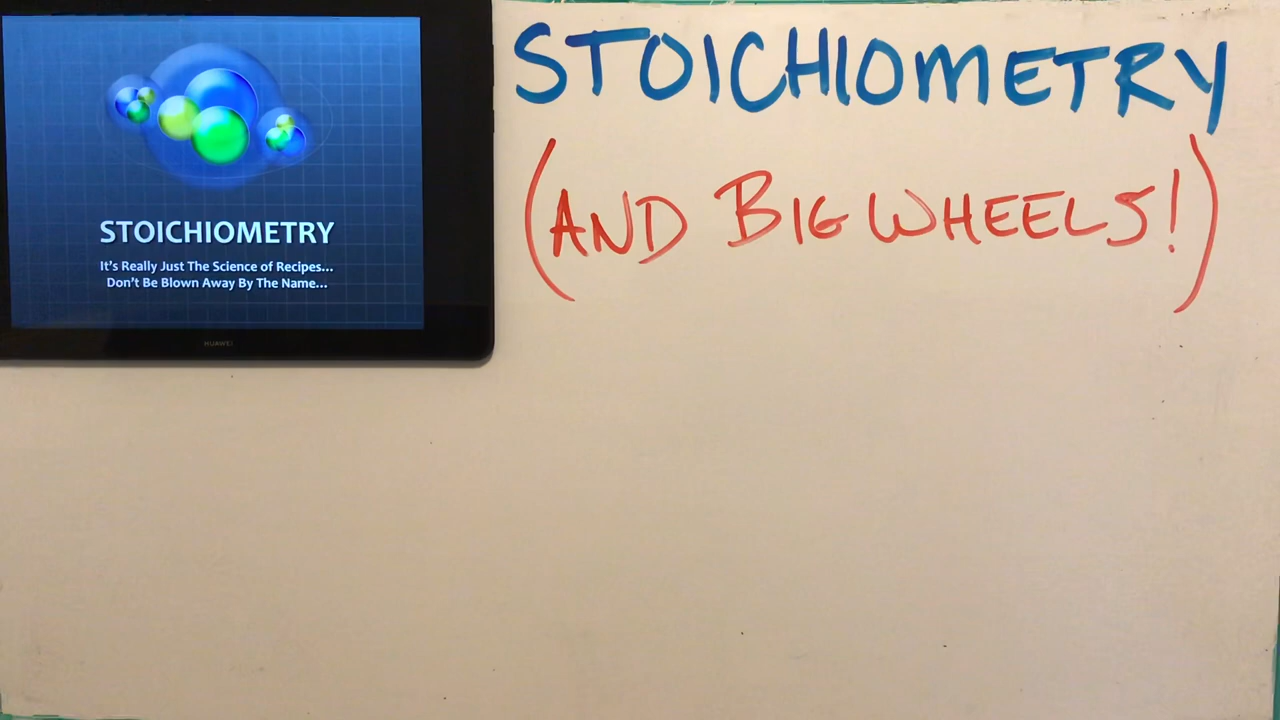 STOICHIOMETRY
It's Really Just The Science of Recipes...
Don't Be Blown Away By The Name...
HUAWEI
STOICHIOMETRY
(AND BIG WHEELS!)